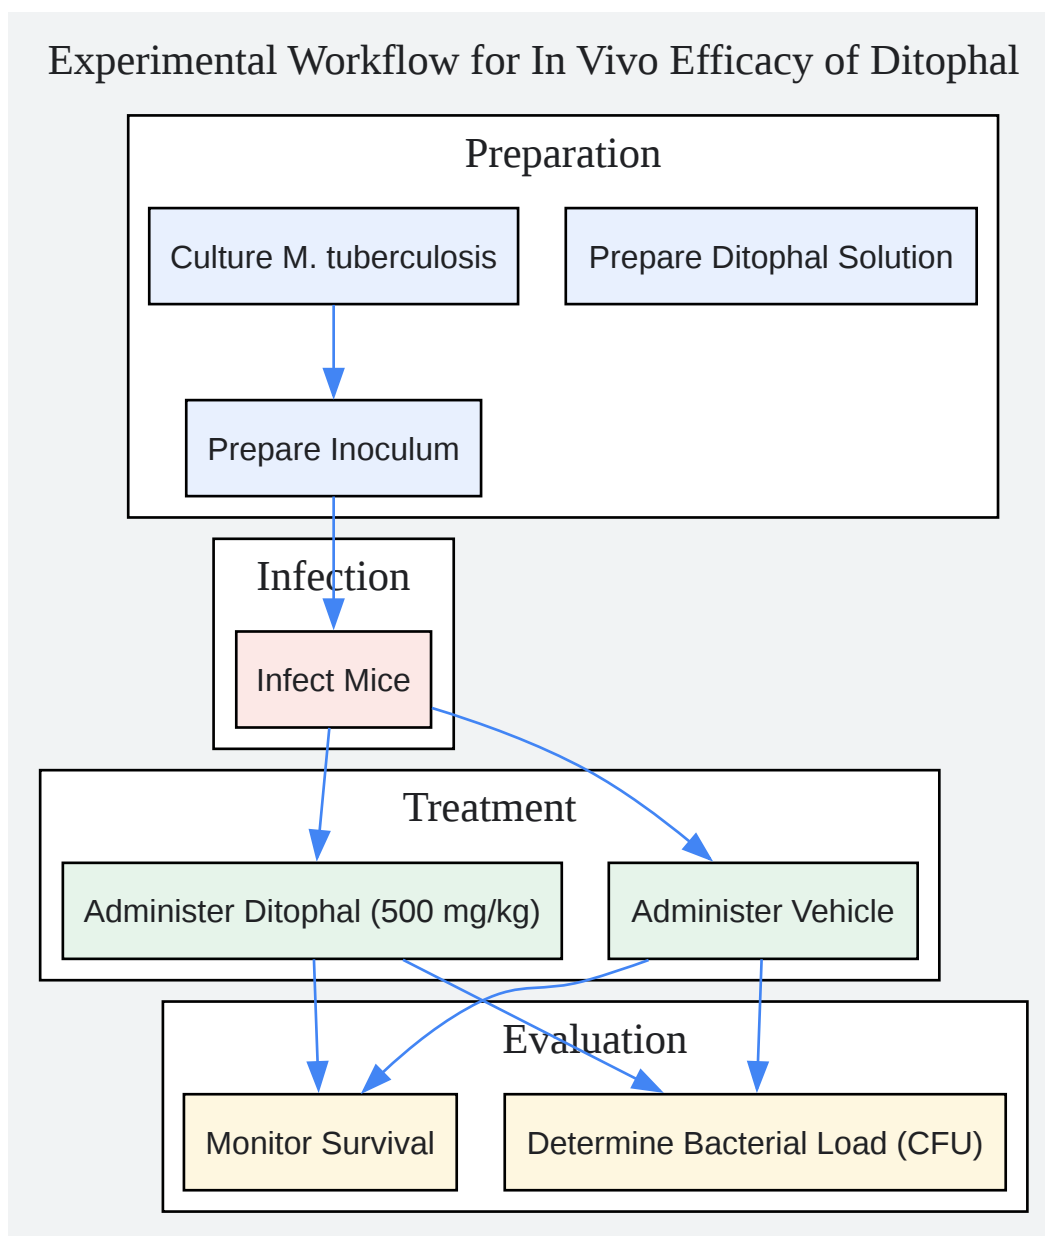 Experimental Workflow for In Vivo Efficacy of Ditophal
Preparation
Culture M. tuberculosis
Prepare Ditophal Solution
Prepare Inoculum
Infection
Infect Mice
Treatment
Administer Ditophal (500 mg/kg)
Administer Vehicle
Evaluation
Monitor Survival
Determine Bacterial Load (CFU)